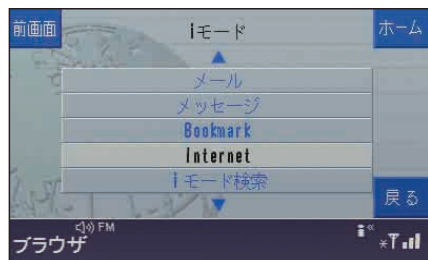 前画面
iモード
ホーム
メール
メッセージ
Bookmark
Internet
iモード検索
戻る
FM
ブラウザ